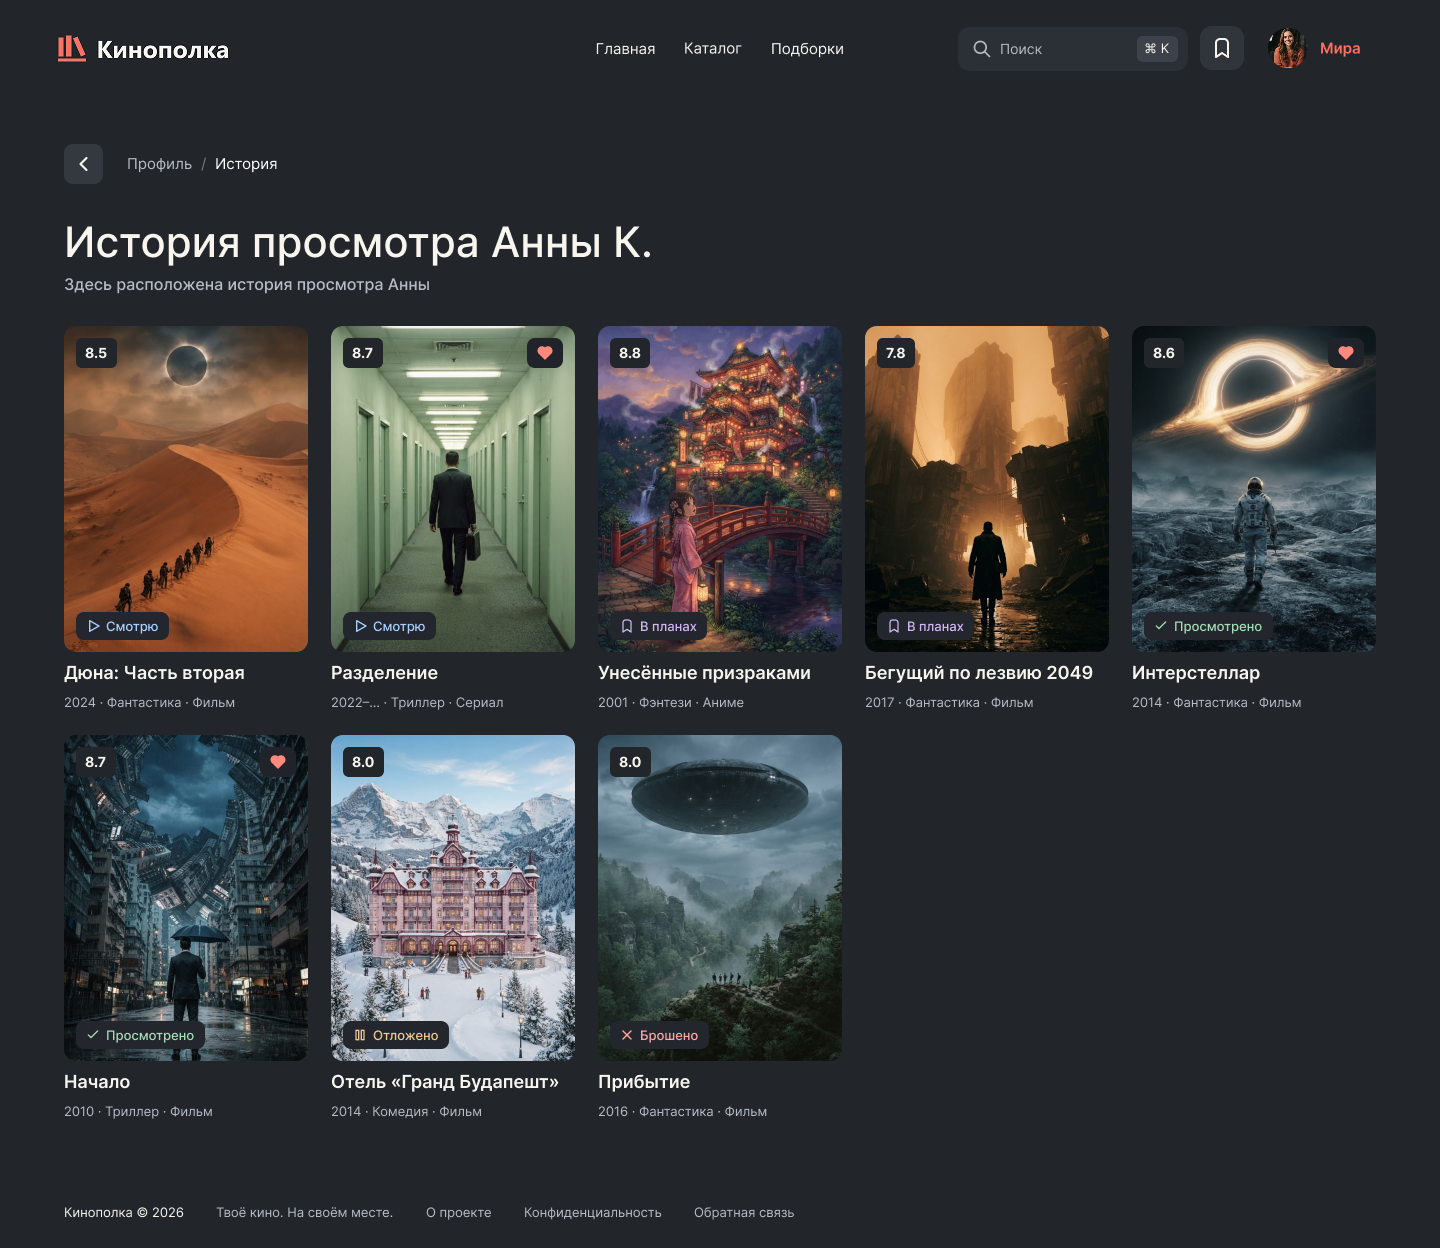 Кинополка
Главная Каталог Подборки
Поиск ⌘ K
Мира
Профиль / История
История просмотра Анны К.
Здесь расположена история просмотра Анны
8.5
Смотрю
Дюна: Часть вторая
2024 · Фантастика · Фильм
8.7
Смотрю
Разделение
2022–... · Триллер · Сериал
8.8
В планах
Унесённые призраками
2001 · Фэнтези · Аниме
7.8
В планах
Бегущий по лезвию 2049
2017 · Фантастика · Фильм
8.6
Просмотрено
Интерстеллар
2014 · Фантастика · Фильм
8.7
Просмотрено
Начало
2010 · Триллер · Фильм
8.0
Отложено
Отель «Гранд Будапешт»
2014 · Комедия · Фильм
8.0
Брошено
Прибытие
2016 · Фантастика · Фильм
Кинополка © 2026 Твоё кино. На своём месте. О проекте Конфиденциальность Обратная связь